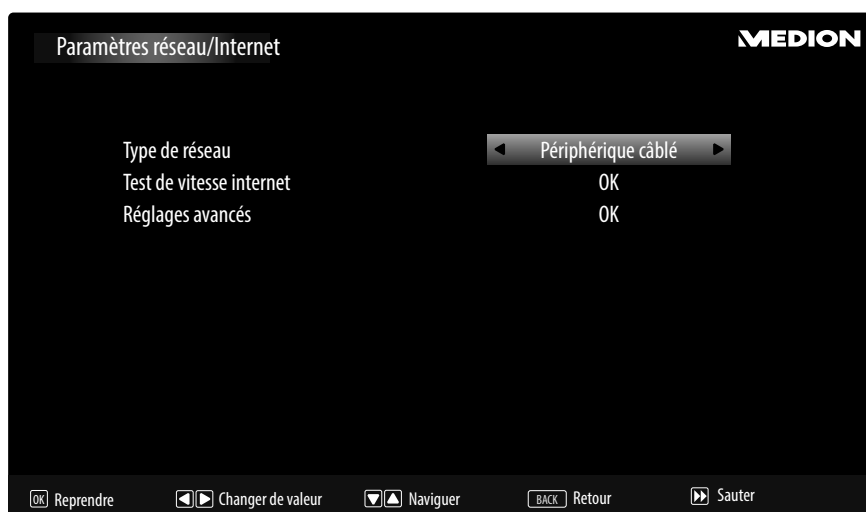 Paramètres réseau/Internet
MEDION
Type de réseau Périphérique câblé
Test de vitesse internet OK
Réglages avancés OK
OK Reprendre Changer de valeur Naviguer BACK Retour Sauter